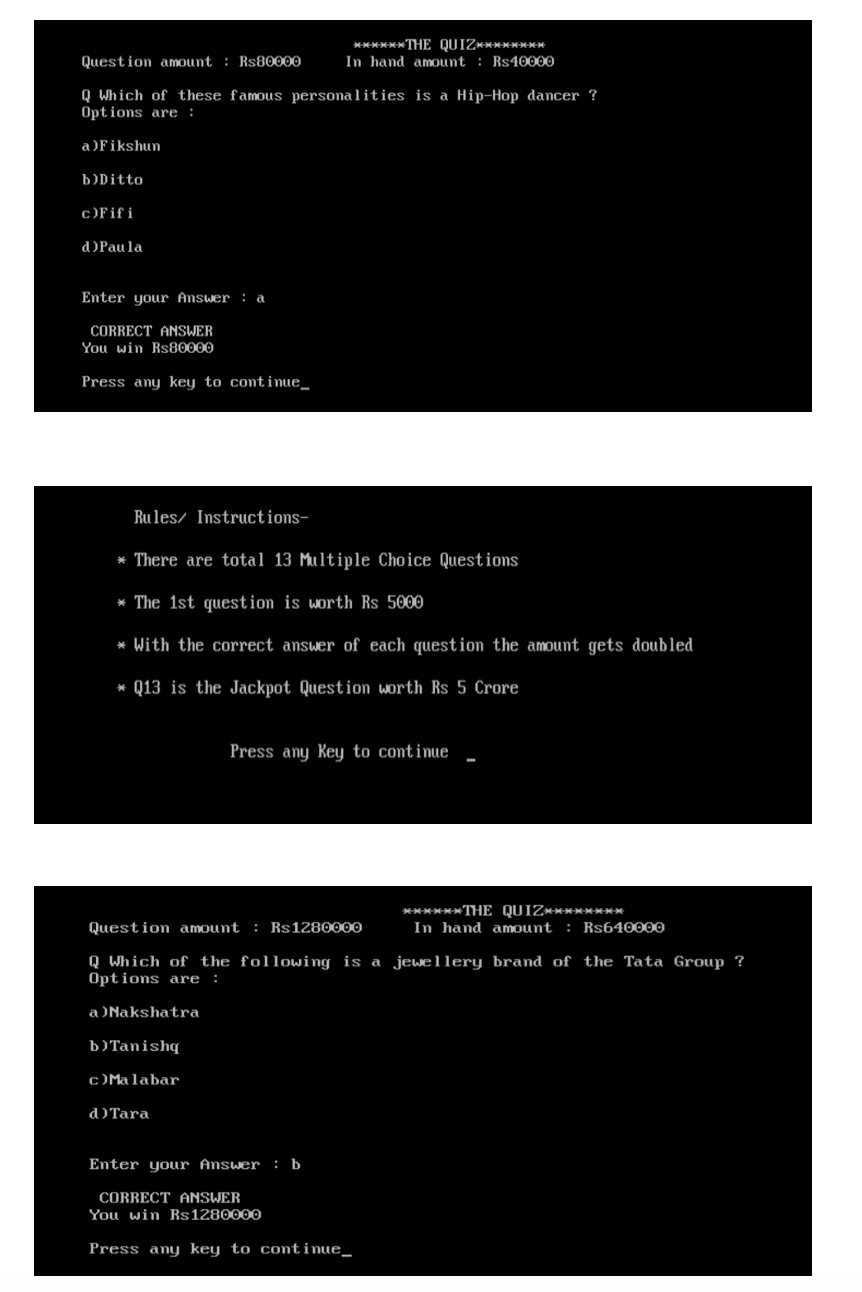 ******THE QUIZ********
Question amount : Rs80000 In hand amount : Rs40000
Q Which of these famous personalities is a Hip-Hop dancer ?
Options are :
a)Fikshun
b)Ditto
c)Fifi
d)Paula
Enter your Answer : a
CORRECT ANSWER
You win Rs80000
Press any key to continue_
Rules/ Instructions-
* There are total 13 Multiple Choice Questions
* The 1st question is worth Rs 5000
* With the correct answer of each question the amount gets doubled
* Q13 is the Jackpot Question worth Rs 5 Crore
Press any Key to continue _
******THE QUIZ********
Question amount : Rs1280000 In hand amount : Rs640000
Q Which of the following is a jewellery brand of the Tata Group ?
Options are :
a)Nakshatra
b)Tanishq
c)Malabar
d)Tara
Enter your Answer : b
CORRECT ANSWER
You win Rs1280000
Press any key to continue_